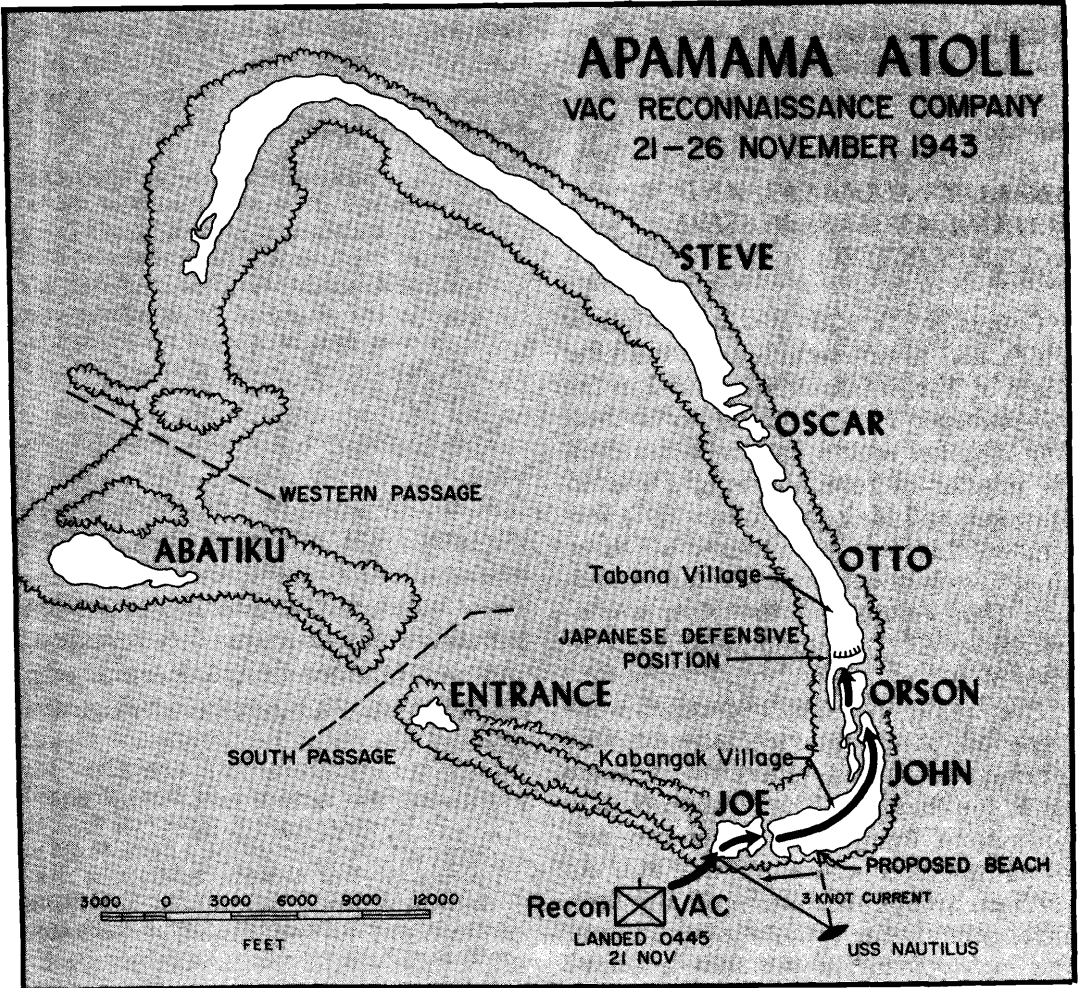 APAMAMA ATOLL
VAC RECONNAISSANCE COMPANY
21-26 NOVEMBER 1943
STEVE
OSCAR
WESTERN PASSAGE
ABATIKU
OTTO
Tabana Village
JAPANESE DEFENSIVE
POSITION
ENTRANCE
ORSON
SOUTH PASSAGE
Kabangak Village
JOHN
JOE
PROPOSED BEACH
3 KNOT CURRENT
3000 0 3000 6000 9000 12000
FEET
Recon VAC
LANDED 0445
21 NOV
USS NAUTILUS